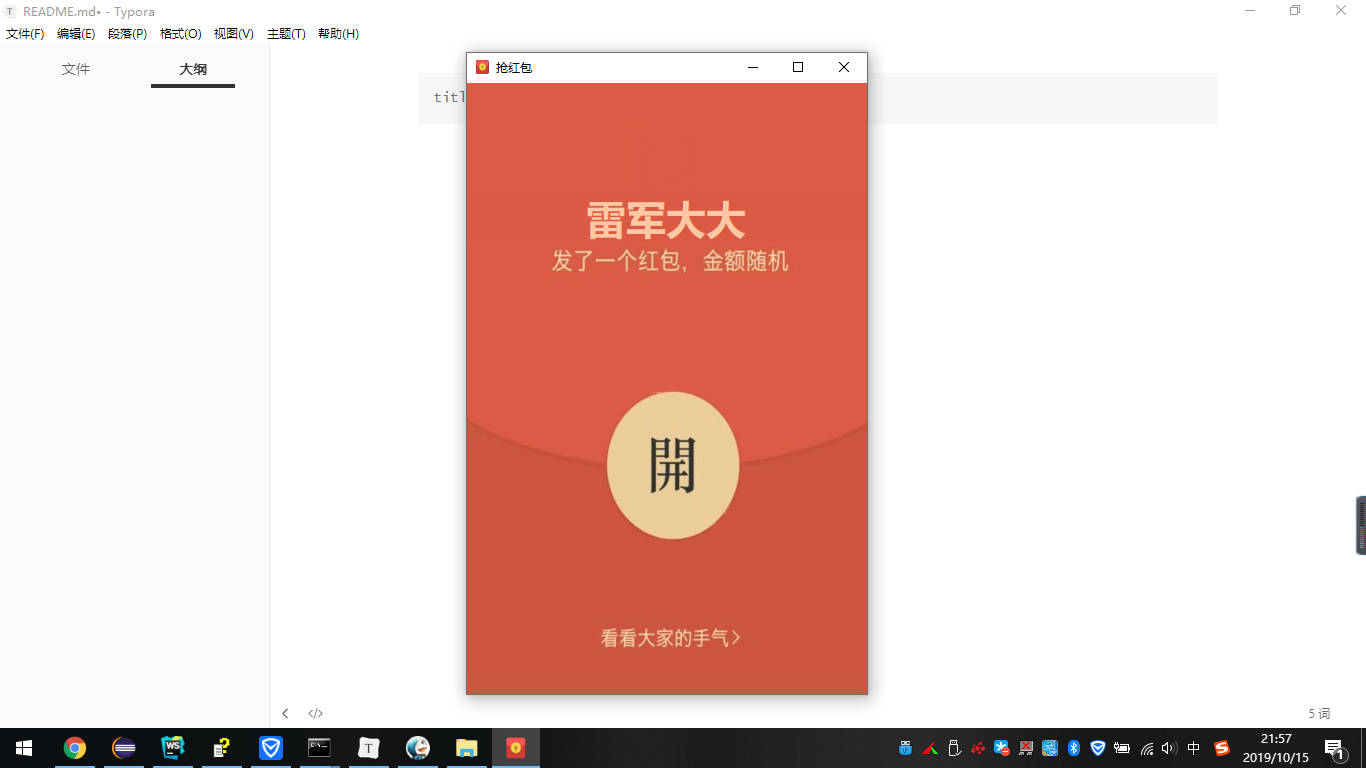 README.md• - Typora
文件(F) 编辑(E) 段落(P) 格式(O) 视图(V) 主题(T) 帮助(H)
文件 大纲
抢红包
titl
雷军大大
发了一个红包，金额随机
開
看看大家的手气>
</> 5 词
WS T 中 S 21:57
2019/10/15 1